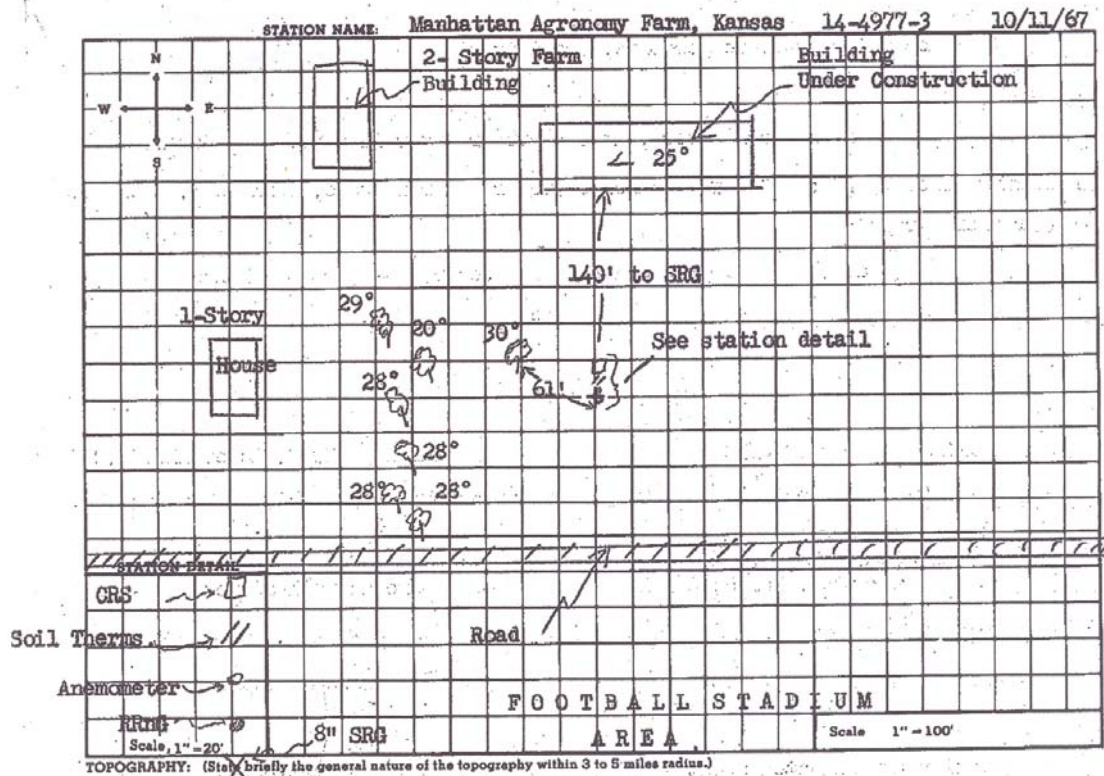 STATION NAME: Manhattan Agronomy Farm, Kansas 14-4977-3 10/11/67
N
W E
S
2- Story Farm
Building
Building
Under Construction
∠ 25°
140' to SRG
29°
1-Story
20°
30°
See station detail
House
28°
61'
28°
28°
28°
STATION DETAIL
CRS
Soil Therms.
Road
Anemometer
FOOTBALL STADIUM
RRNG
Scale, 1" = 20'
8" SRG
AREA
Scale 1" = 100'
TOPOGRAPHY: (State briefly the general nature of the topography within 3 to 5 miles radius.)